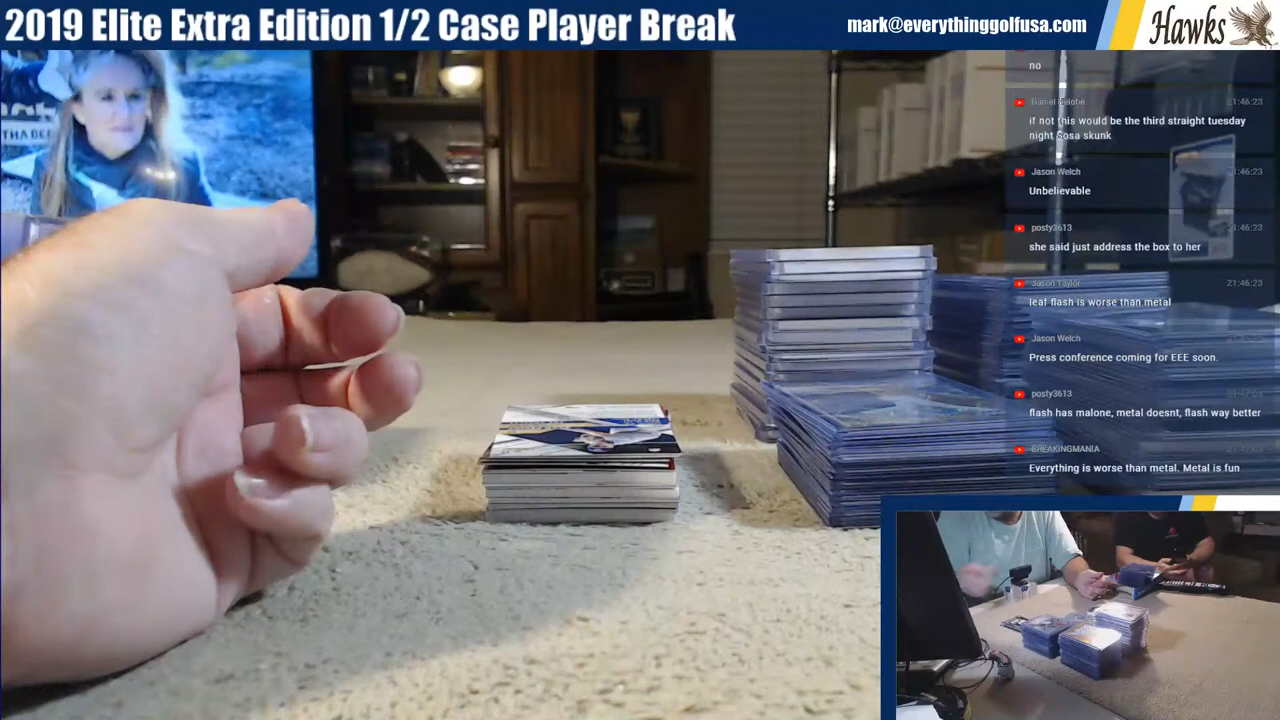 2019 Elite Extra Edition 1/2 Case Player Break
mark@everythinggolfusa.com
Hawks
no
21:46:23
if not this would be the third straight tuesday
night Sosa skunk
Jason Welch
Unbelievable
posty3613
she said just address the box to her
Jason Taylor 21:46:23
leaf flash is worse than metal
Jason Welch
Press conference coming for EEE soon.
posty3613
flash has malone, metal doesnt, flash way better
BREAKINGMANIA
Everything is worse than metal. Metal is fun